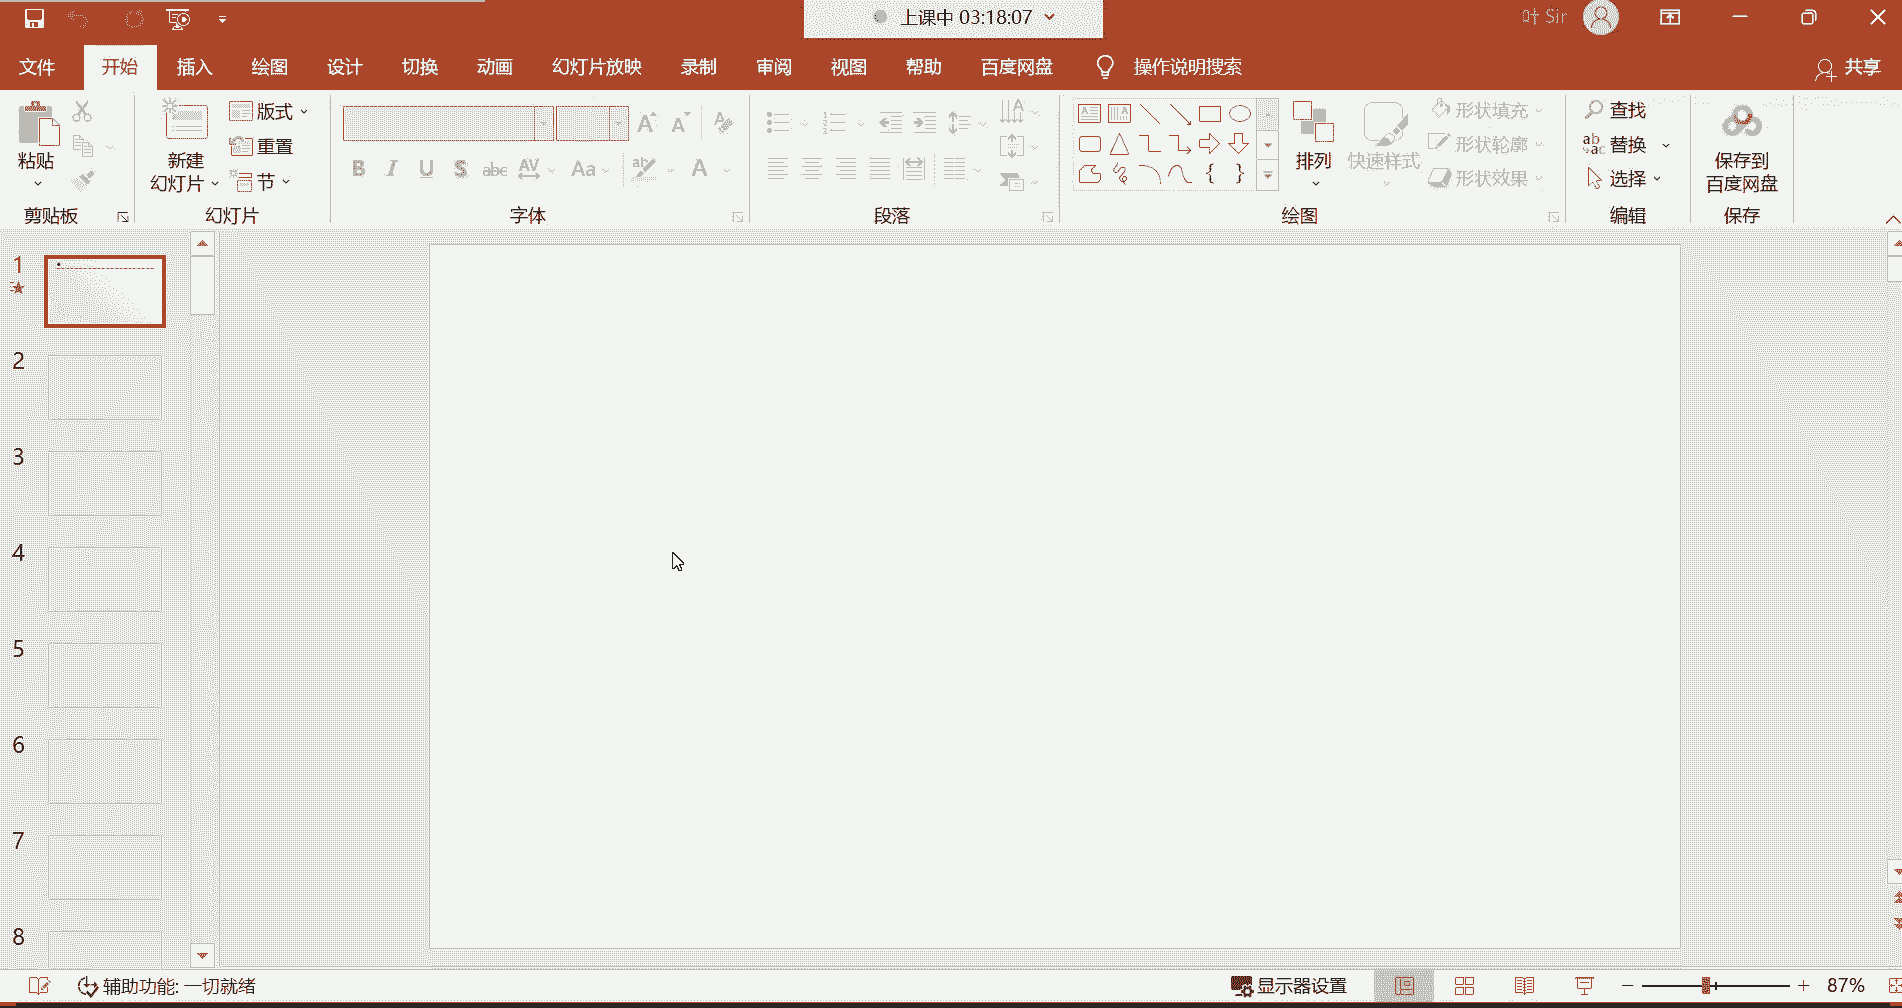 上课中 03:18:07
叶 Sir
文件 开始 插入 绘图 设计 切换 动画 幻灯片放映 录制 审阅 视图 帮助 百度网盘 操作说明搜索 共享
粘贴
剪贴板
新建
幻灯片
版式
重置
节
幻灯片
B I U S abc AV Aa ab A
字体
段落
排列
快速样式
形状填充
形状轮廓
形状效果
绘图
查找
替换
选择
编辑
保存到
百度网盘
保存
1
2
3
4
5
6
7
8
辅助功能: 一切就绪
显示器设置
87%